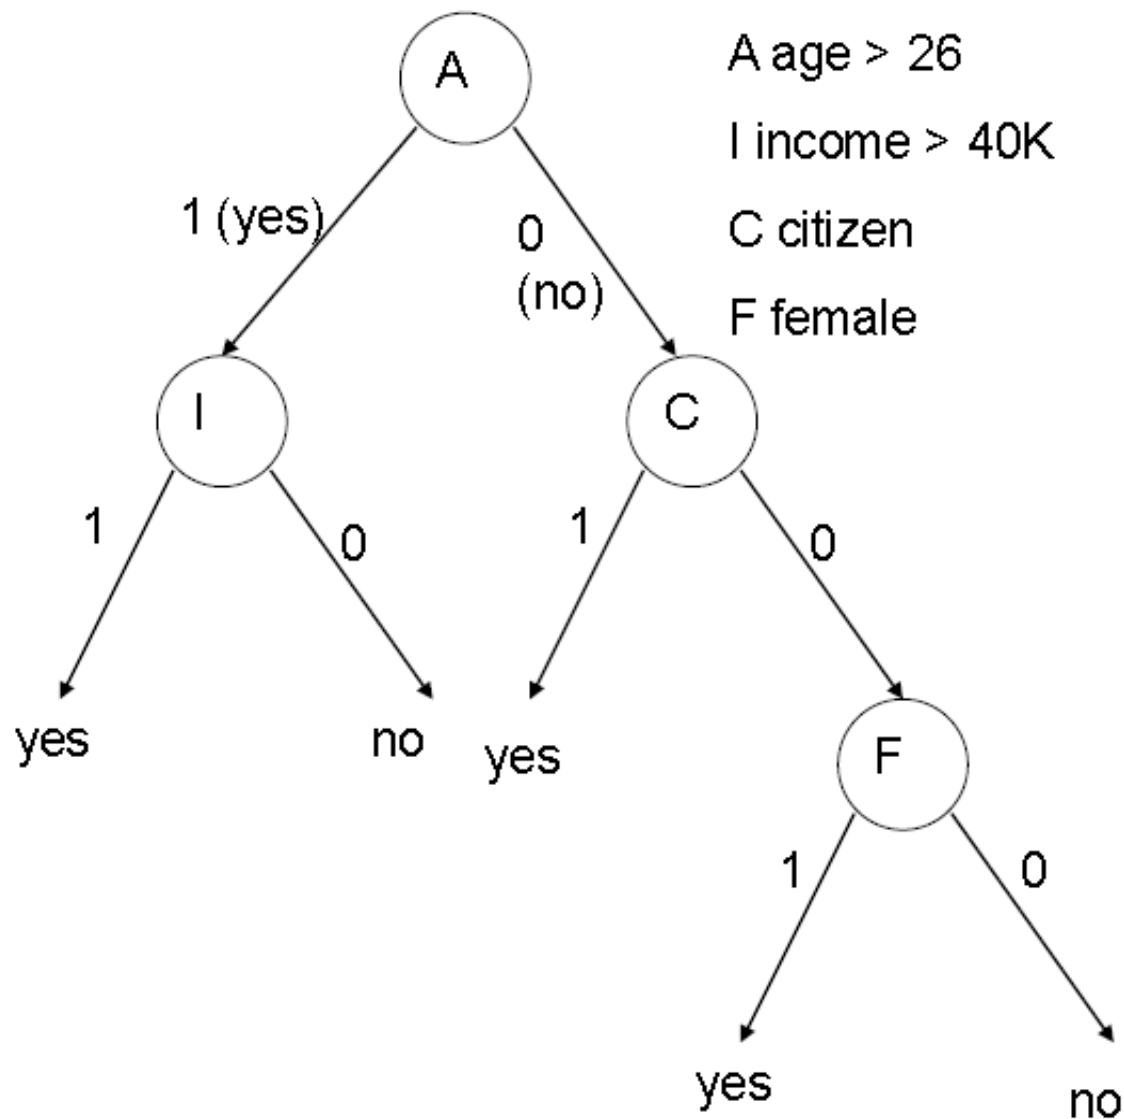 A
A age > 26
I income > 40K
1 (yes)
0
(no)
C citizen
F female
I
C
1
0
1
0
yes
no
yes
F
1
0
yes
no